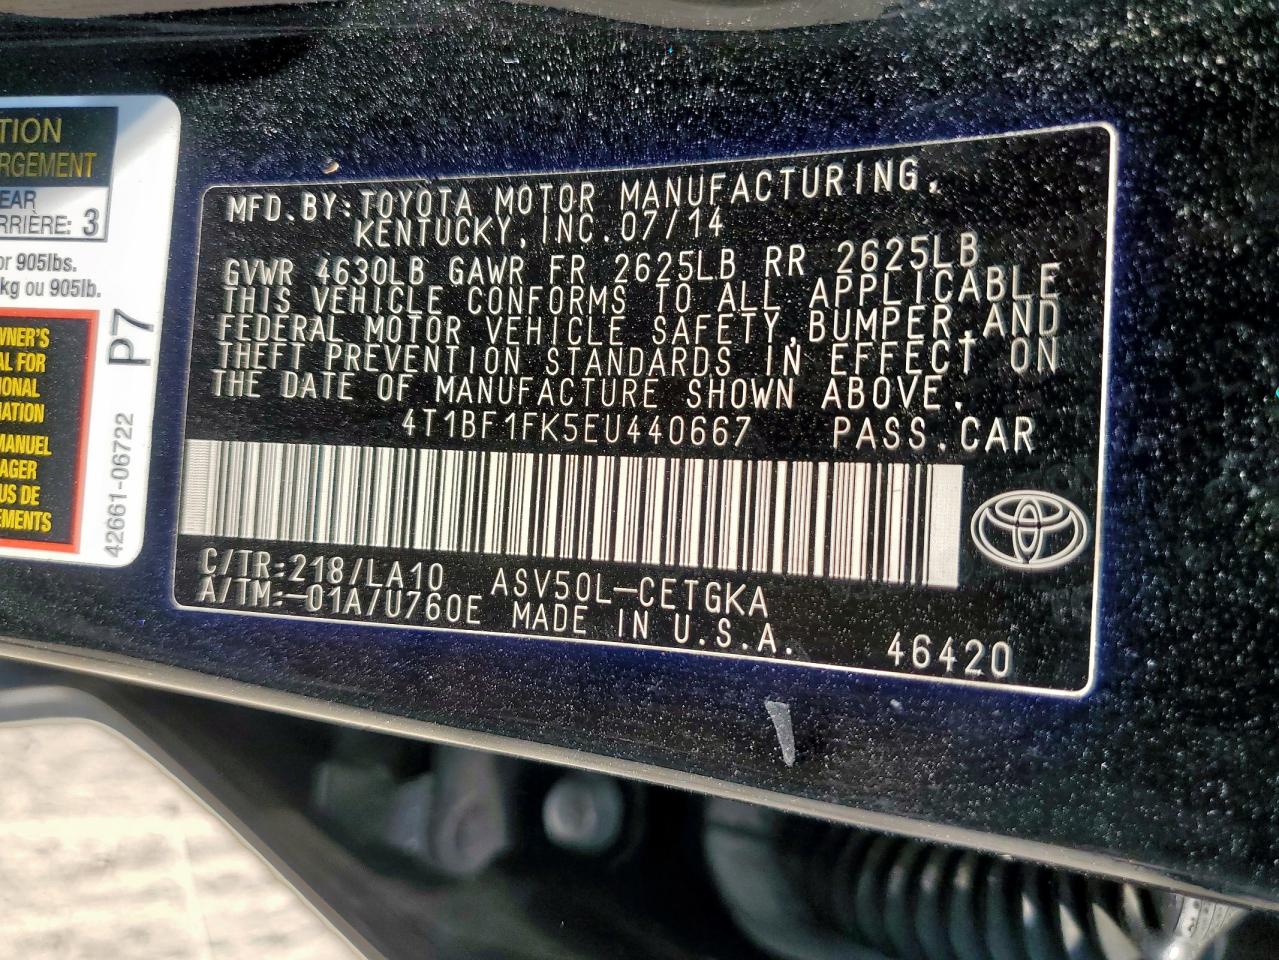 TION
RGEMENT
EAR
RRIÈRE: 3
or 905lbs.
kg ou 905lb.
WNER'S
AL FOR
IONAL
MATION
MANUEL
AGER
US DE
EMENTS
P7
42661-06722
MFD.BY:TOYOTA MOTOR MANUFACTURING,
KENTUCKY,INC.07/14
GVWR 4630LB GAWR FR 2625LB RR 2625LB
THIS VEHICLE CONFORMS TO ALL APPLICABLE
FEDERAL MOTOR VEHICLE SAFETY,BUMPER,AND
THEFT PREVENTION STANDARDS IN EFFECT ON
THE DATE OF MANUFACTURE SHOWN ABOVE.
4T1BF1FK5EU440667 PASS.CAR
C/TR:218/LA10 ASV50L-CETGKA
A/TM:-01A/U760E MADE IN U.S.A.
46420